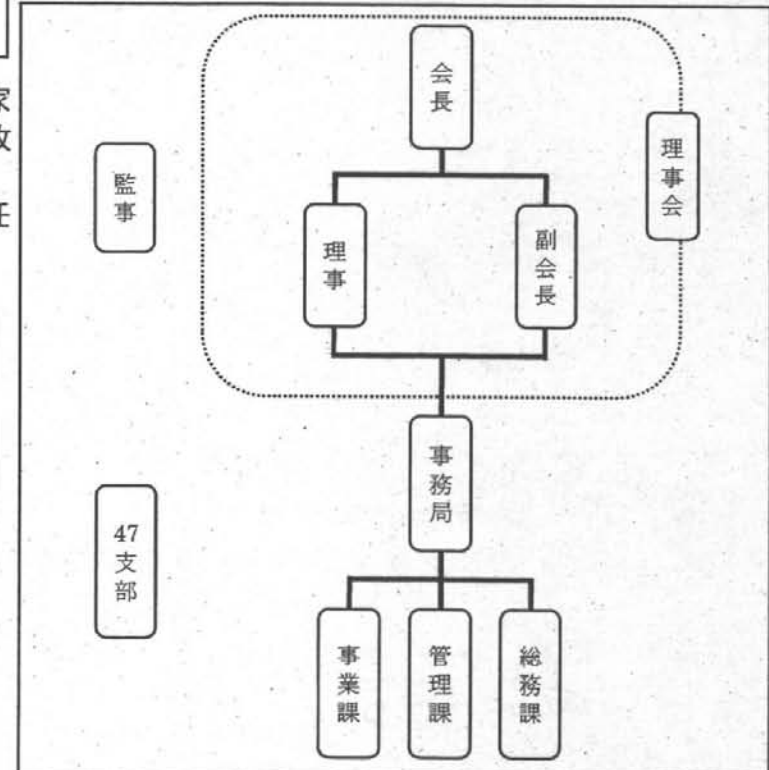 会長
理事会
監事
理事
副会長
事務局
47支部
事業課
管理課
総務課